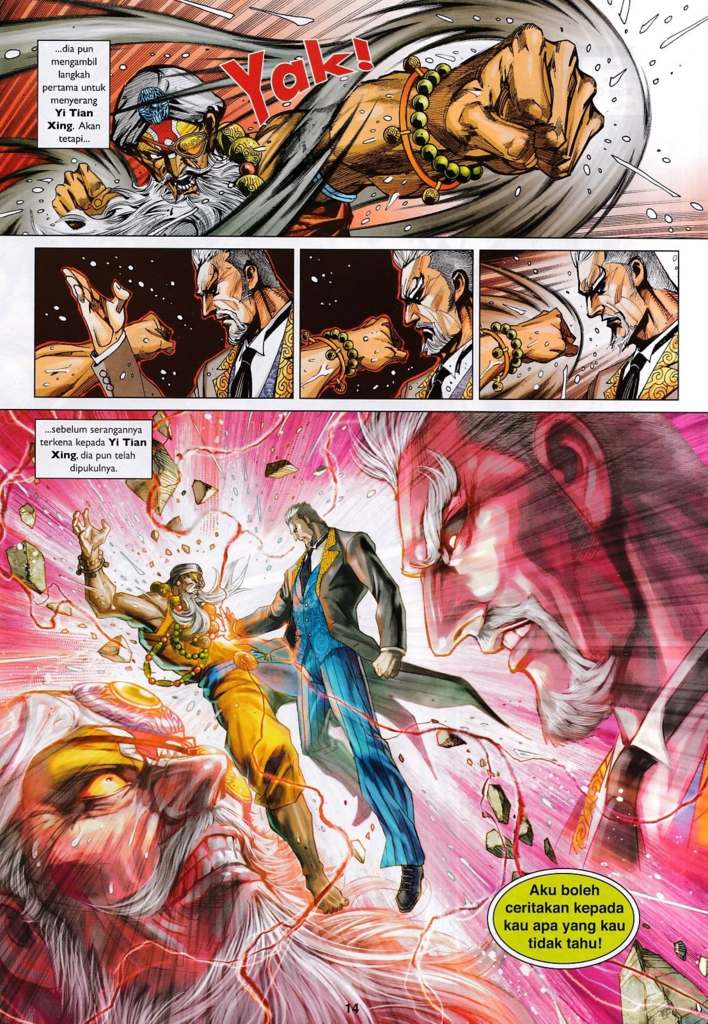 ...dia pun
mengambil
langkah
pertama untuk
menyerang
Yi Tian
Xing. Akan
tetapi...
Yak!
...sebelum serangannya
terkena kepada Yi Tian
Xing, dia pun telah
dipukulnya.
Aku boleh
ceritakan kepada
kau apa yang kau
tidak tahu!
14